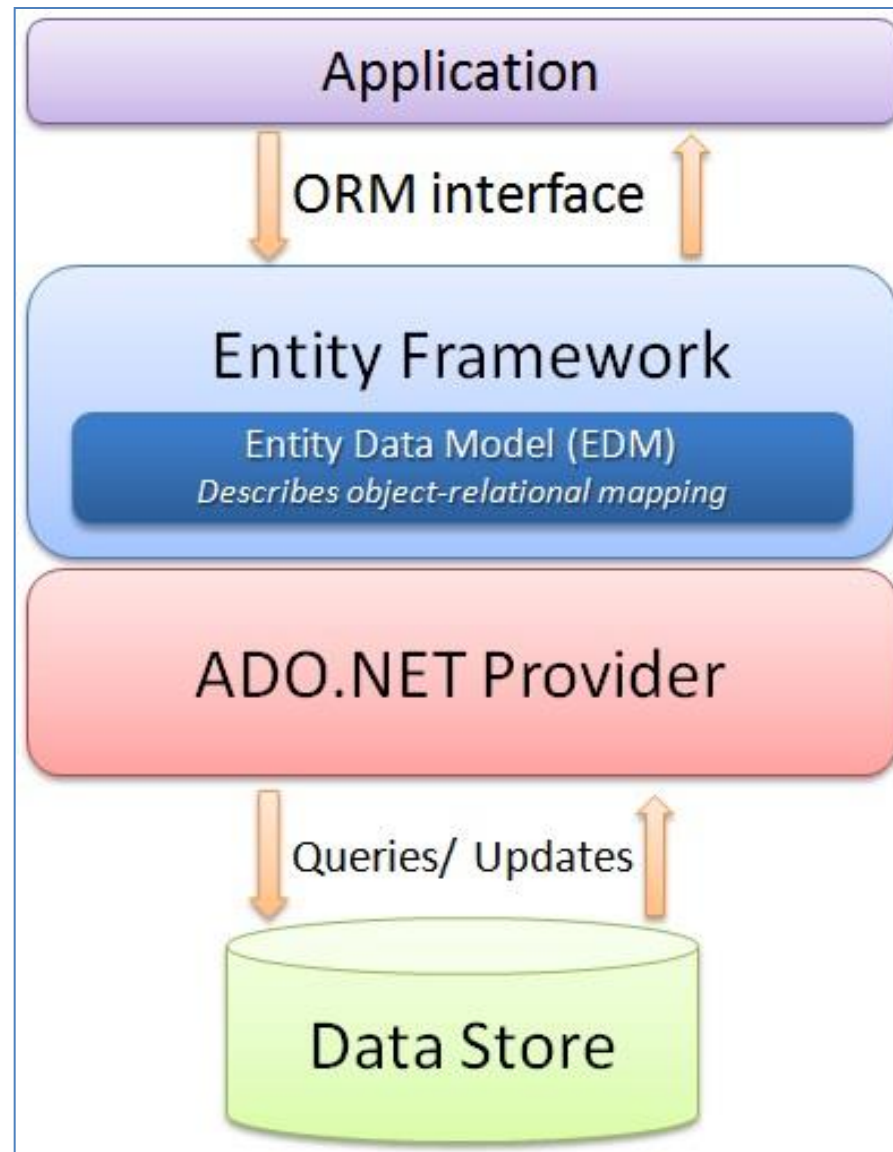 Application
ORM interface
Entity Framework
Entity Data Model (EDM)
Describes object-relational mapping
ADO.NET Provider
Queries/ Updates
Data Store